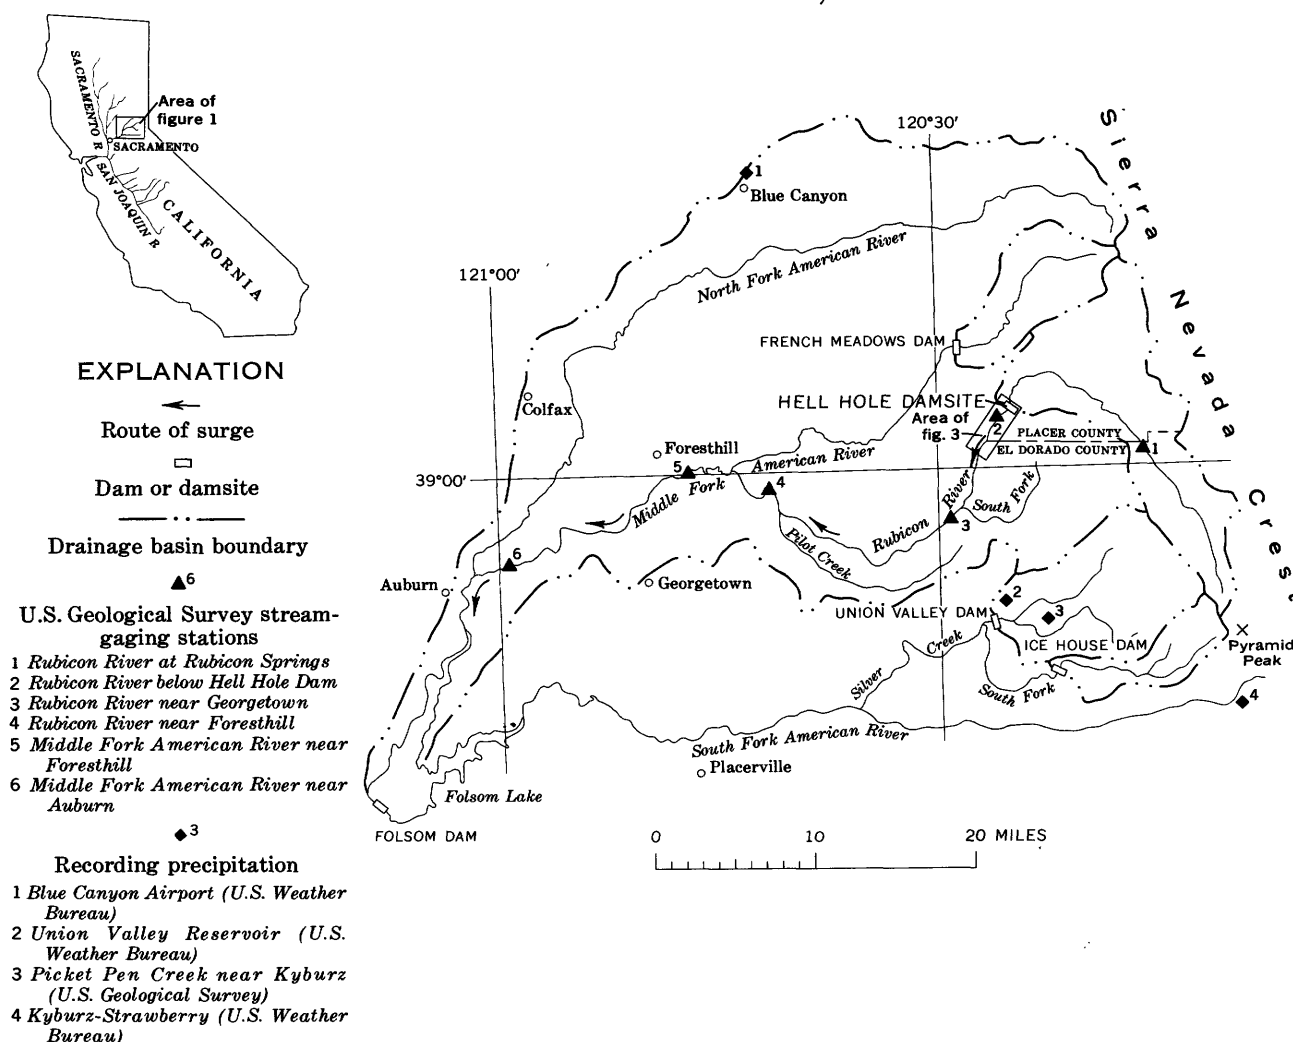 SACRAMENTO R
Area of
figure 1
SACRAMENTO
SAN JOAQUIN R
CALIFORNIA
EXPLANATION
Route of surge
Dam or damsite
Drainage basin boundary
6
U.S. Geological Survey stream-
gaging stations
1 Rubicon River at Rubicon Springs
2 Rubicon River below Hell Hole Dam
3 Rubicon River near Georgetown
4 Rubicon River near Foresthill
5 Middle Fork American River near
Foresthill
6 Middle Fork American River near
Auburn
3
Recording precipitation
1 Blue Canyon Airport (U.S. Weather
Bureau)
2 Union Valley Reservoir (U.S.
Weather Bureau)
3 Picket Pen Creek near Kyburz
(U.S. Geological Survey)
4 Kyburz-Strawberry (U.S. Weather
Bureau)
120°30′
Sierra Nevada Crest
1
Blue Canyon
North Fork American River
121°00′
FRENCH MEADOWS DAM
HELL HOLE DAMSITE
Colfax
Area of
fig. 3
2
PLACER COUNTY
EL DORADO COUNTY
1
Foresthill
5
American River
39°00′
Fork
4
Middle
River
South Fork
3
Rubicon
Pilot Creek
6
Auburn
Georgetown
UNION VALLEY DAM
2
3
ICE HOUSE DAM
Pyramid
Peak
Creek
Silver
South Fork
4
South Fork American River
Placerville
Folsom Lake
FOLSOM DAM
0 10 20 MILES